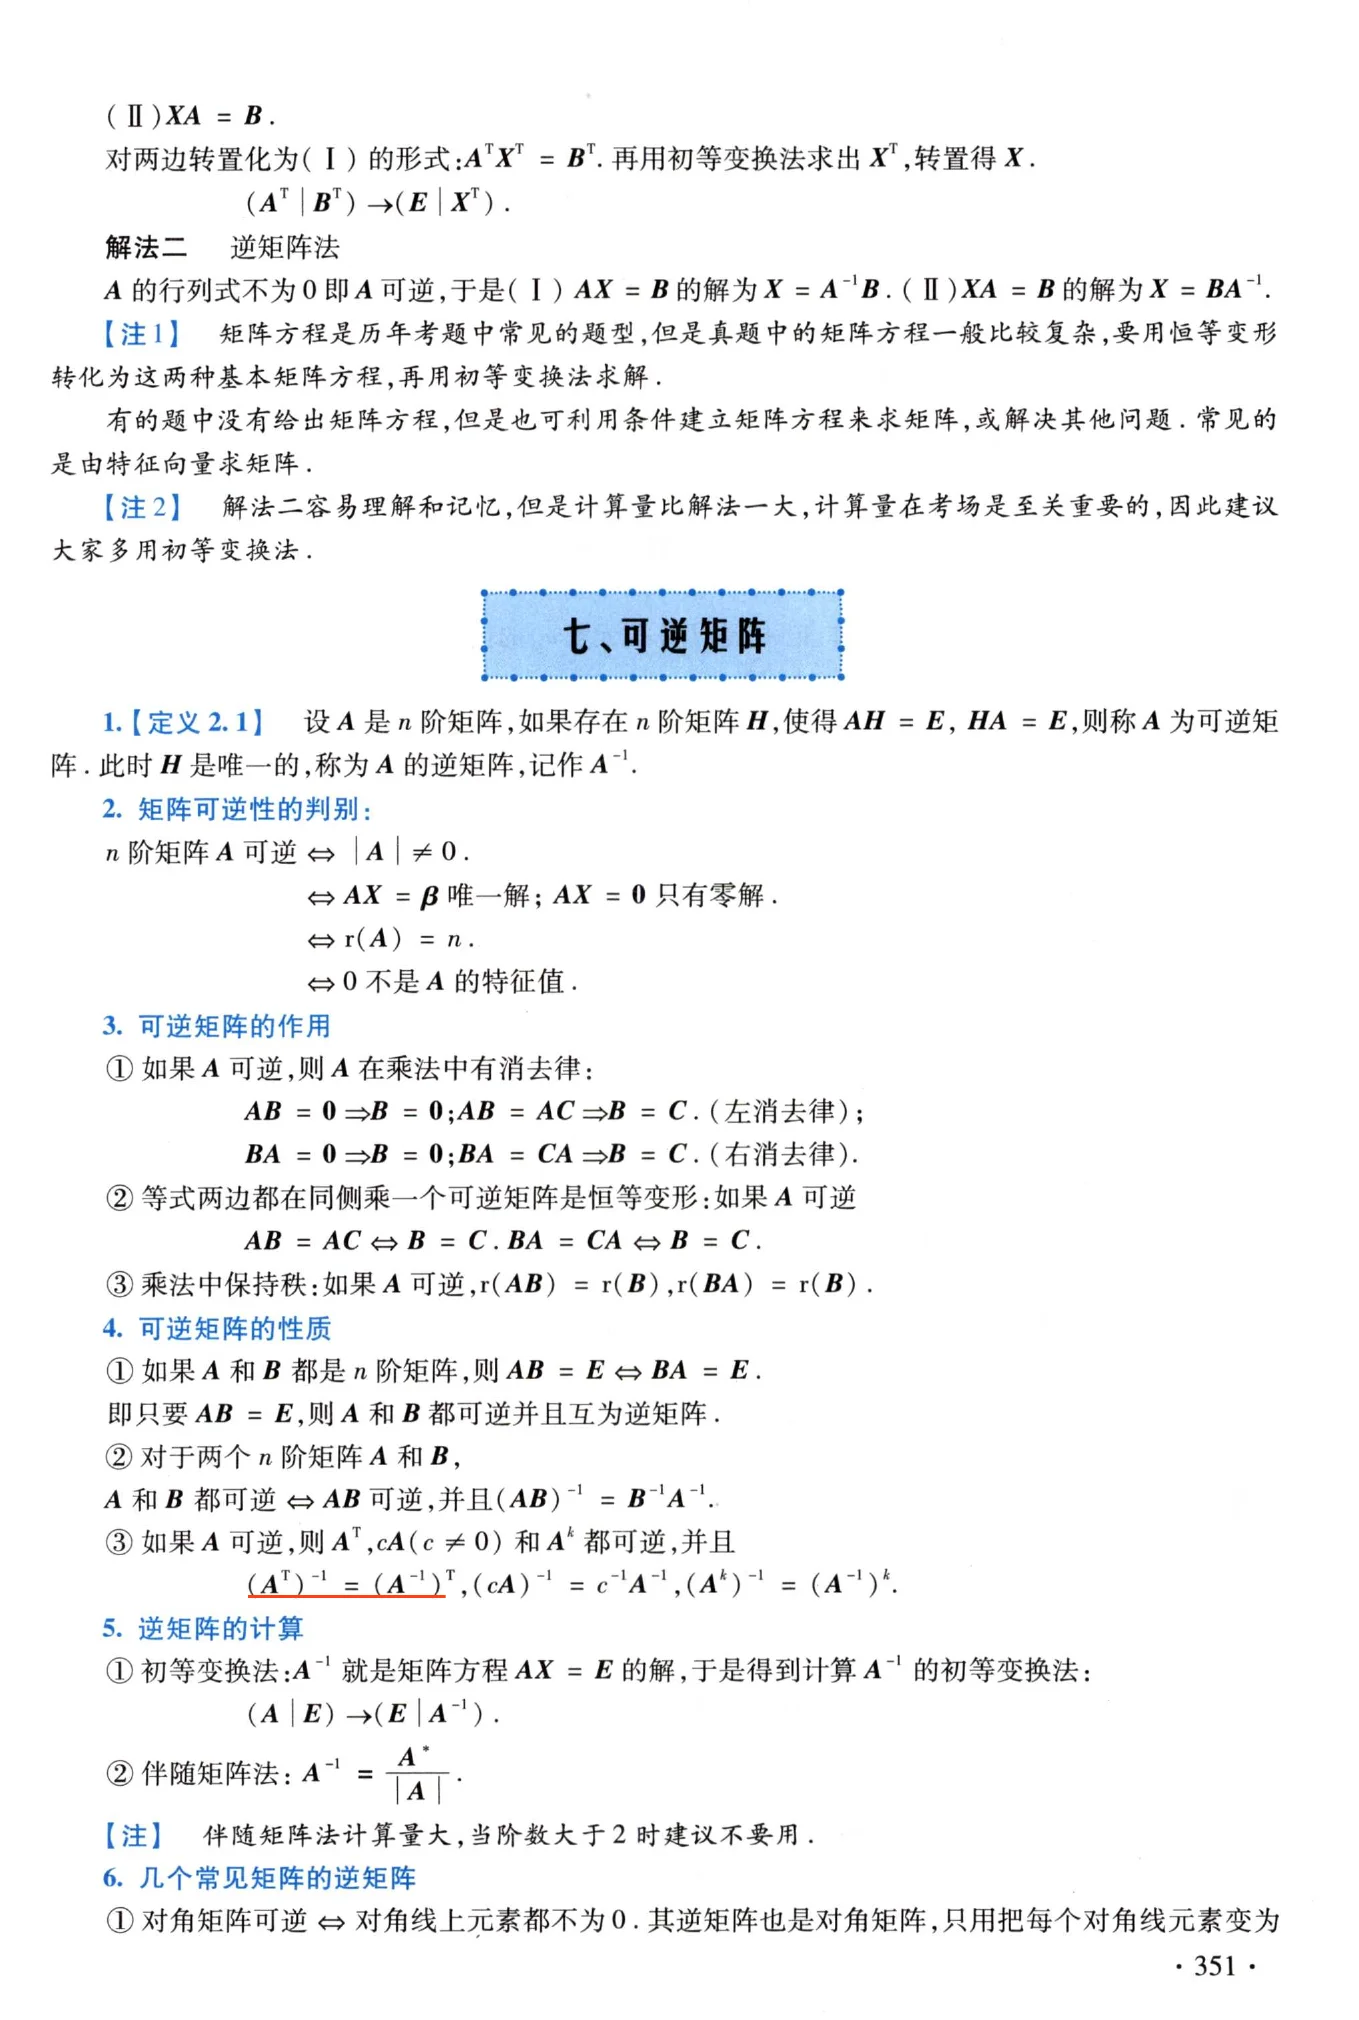 (Ⅱ)XA = B.
对两边转置化为(Ⅰ)的形式:AᵀXᵀ = Bᵀ.再用初等变换法求出 Xᵀ,转置得 X.
(Aᵀ|Bᵀ)→(E|Xᵀ).
解法二 逆矩阵法
A 的行列式不为0即A可逆,于是(Ⅰ) AX = B的解为X = A⁻¹B.(Ⅱ)XA = B的解为X = BA⁻¹.
【注1】 矩阵方程是历年考题中常见的题型,但是真题中的矩阵方程一般比较复杂,要用恒等变形
转化为这两种基本矩阵方程,再用初等变换法求解.
有的题中没有给出矩阵方程,但是也可利用条件建立矩阵方程来求矩阵,或解决其他问题.常见的
是由特征向量求矩阵.
【注2】 解法二容易理解和记忆,但是计算量比解法一大,计算量在考场是至关重要的,因此建议
大家多用初等变换法.
七、可逆矩阵
1.【定义2.1】 设 A 是 n 阶矩阵,如果存在 n 阶矩阵 H,使得 AH = E, HA = E,则称 A 为可逆矩
阵.此时 H 是唯一的,称为 A 的逆矩阵,记作 A⁻¹.
2. 矩阵可逆性的判别:
n 阶矩阵 A 可逆⇔ |A|≠0.
⇔ AX = β 唯一解; AX = 0 只有零解.
⇔ r(A) = n.
⇔ 0 不是 A 的特征值.
3. 可逆矩阵的作用
① 如果 A 可逆,则 A 在乘法中有消去律:
AB = 0⇒B = 0;AB = AC⇒B = C.(左消去律);
BA = 0⇒B = 0;BA = CA⇒B = C.(右消去律).
② 等式两边都在同侧乘一个可逆矩阵是恒等变形:如果 A 可逆
AB = AC⇔B = C.BA = CA⇔B = C.
③ 乘法中保持秩:如果 A 可逆,r(AB) = r(B),r(BA) = r(B).
4. 可逆矩阵的性质
① 如果 A 和 B 都是 n 阶矩阵,则 AB = E⇔BA = E.
即只要 AB = E,则 A 和 B 都可逆并且互为逆矩阵.
② 对于两个 n 阶矩阵 A 和 B,
A 和 B 都可逆⇔AB 可逆,并且(AB)⁻¹ = B⁻¹A⁻¹.
③ 如果 A 可逆,则 Aᵀ,cA(c ≠ 0) 和 Aᵏ 都可逆,并且
(Aᵀ)⁻¹ = (A⁻¹)ᵀ,(cA)⁻¹ = c⁻¹A⁻¹,(Aᵏ)⁻¹ = (A⁻¹)ᵏ.
5. 逆矩阵的计算
① 初等变换法:A⁻¹ 就是矩阵方程 AX = E 的解,于是得到计算 A⁻¹ 的初等变换法:
(A|E)→(E|A⁻¹).
② 伴随矩阵法: A⁻¹ = A*/|A|.
【注】 伴随矩阵法计算量大,当阶数大于2时建议不要用.
6. 几个常见矩阵的逆矩阵
① 对角矩阵可逆⇔对角线上元素都不为0.其逆矩阵也是对角矩阵,只用把每个对角线元素变为
·351·